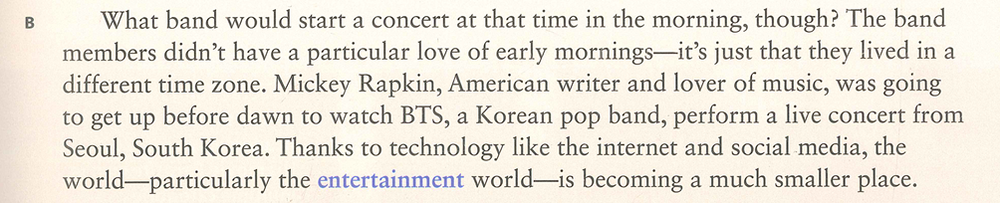 B What band would start a concert at that time in the morning, though? The band
members didn't have a particular love of early mornings—it's just that they lived in a
different time zone. Mickey Rapkin, American writer and lover of music, was going
to get up before dawn to watch BTS, a Korean pop band, perform a live concert from
Seoul, South Korea. Thanks to technology like the internet and social media, the
world—particularly the entertainment world—is becoming a much smaller place.